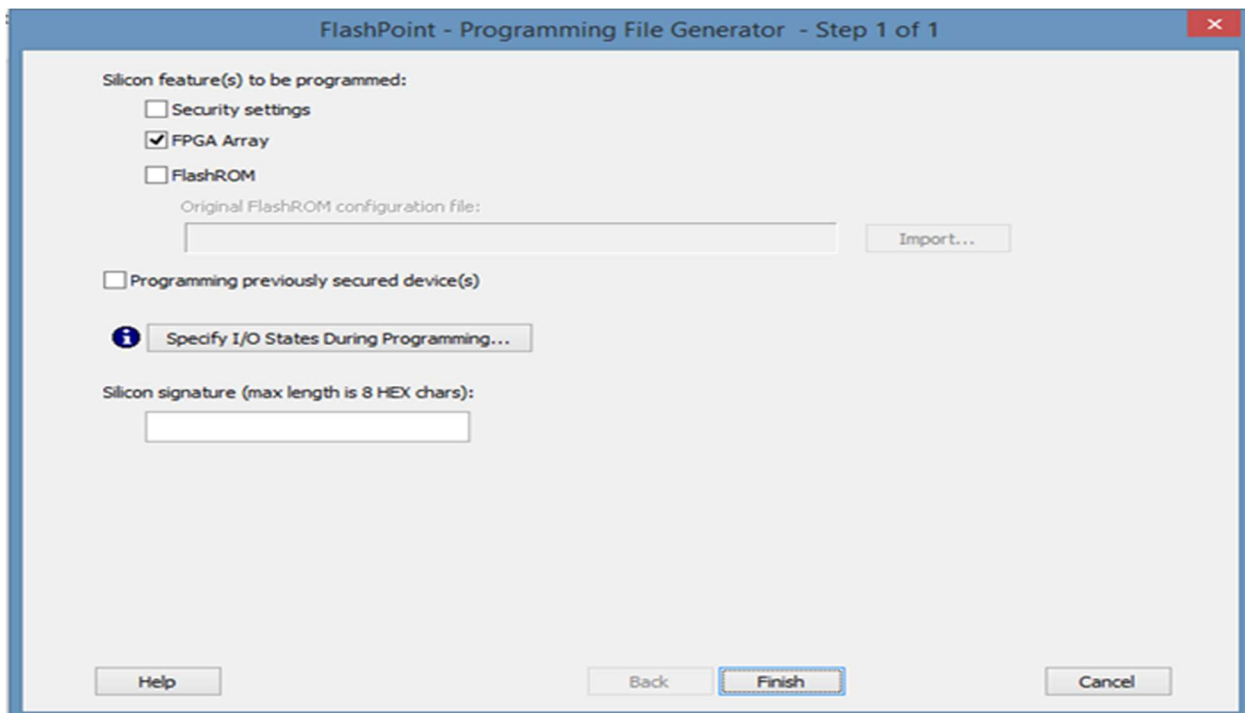 FlashPoint - Programming File Generator - Step 1 of 1
Silicon feature(s) to be programmed:
Security settings
FPGA Array
FlashROM
Original FlashROM configuration file:
Import...
Programming previously secured device(s)
Specify I/O States During Programming...
Silicon signature (max length is 8 HEX chars):
Help
Back
Finish
Cancel